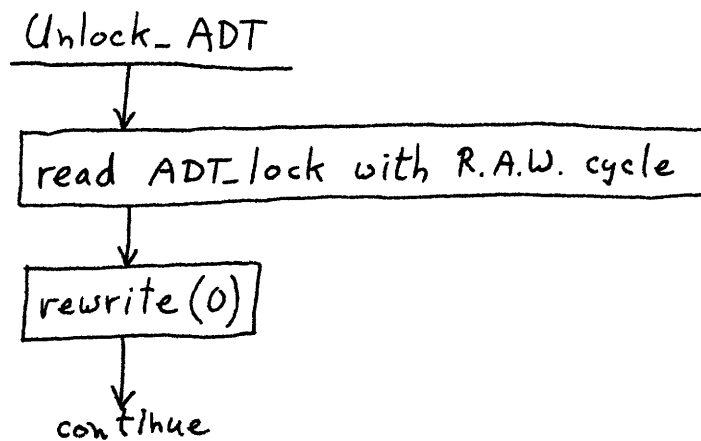 Unlock_ADT
read ADT_lock with R.A.W. cycle
rewrite (0)
continue